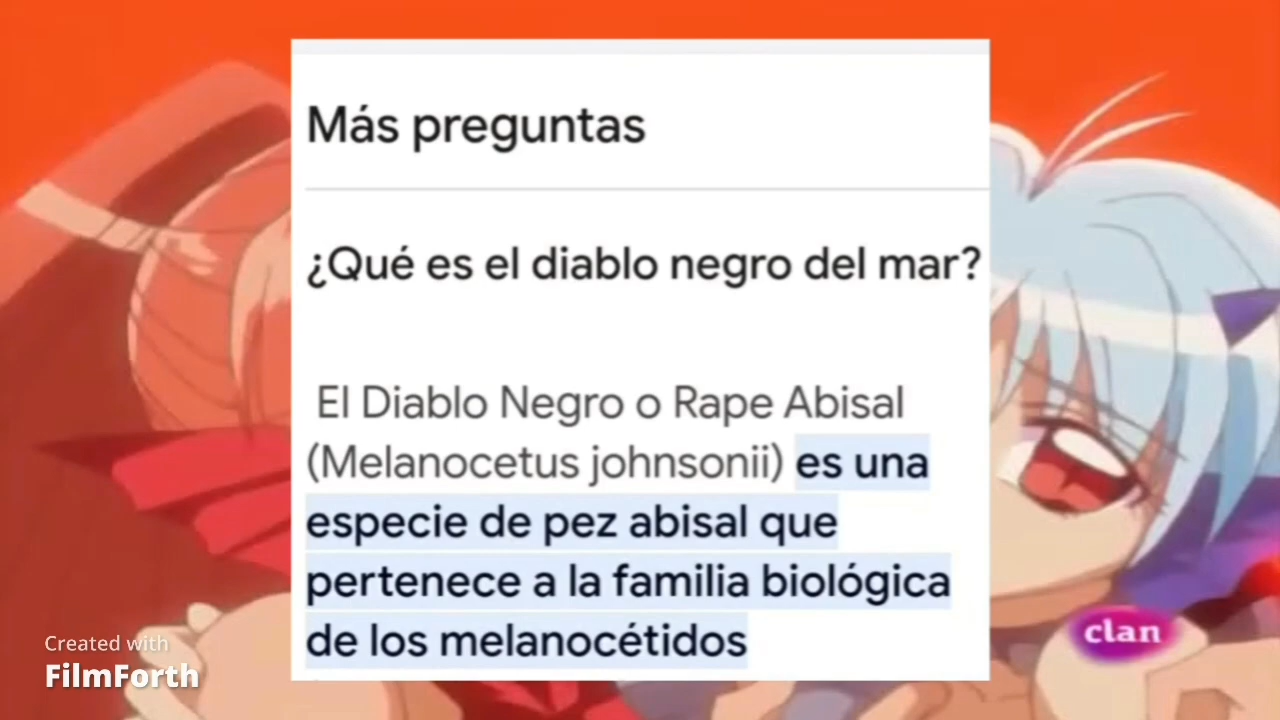 Más preguntas
¿Qué es el diablo negro del mar?
El Diablo Negro o Rape Abisal
(Melanocetus johnsonii) es una
especie de pez abisal que
pertenece a la familia biológica
de los melanocétidos
Created with
FilmForth
clan